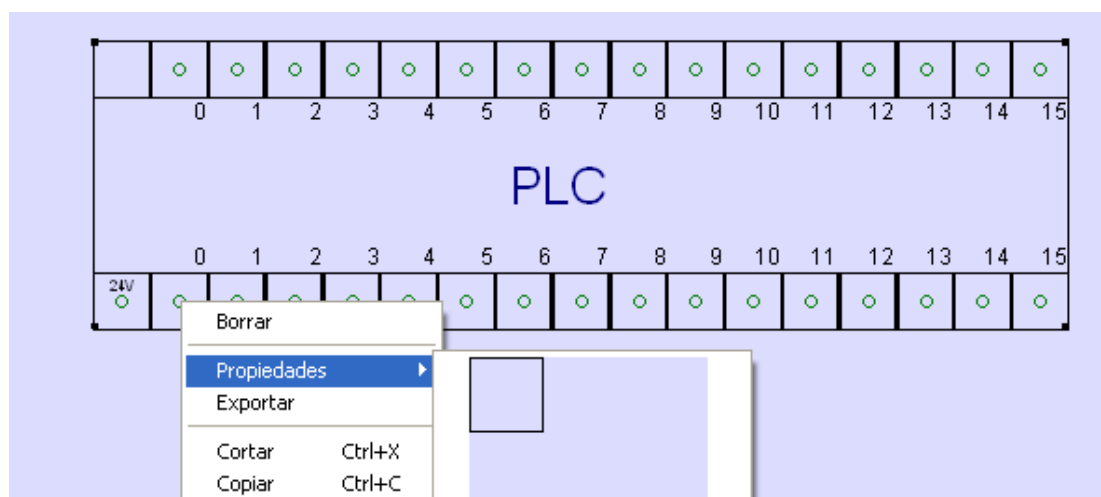 0 1 2 3 4 5 6 7 8 9 10 11 12 13 14 15
PLC
0 1 2 3 4 5 6 7 8 9 10 11 12 13 14 15
24V
Borrar
Propiedades
Exportar
Cortar Ctrl+X
Copiar Ctrl+C